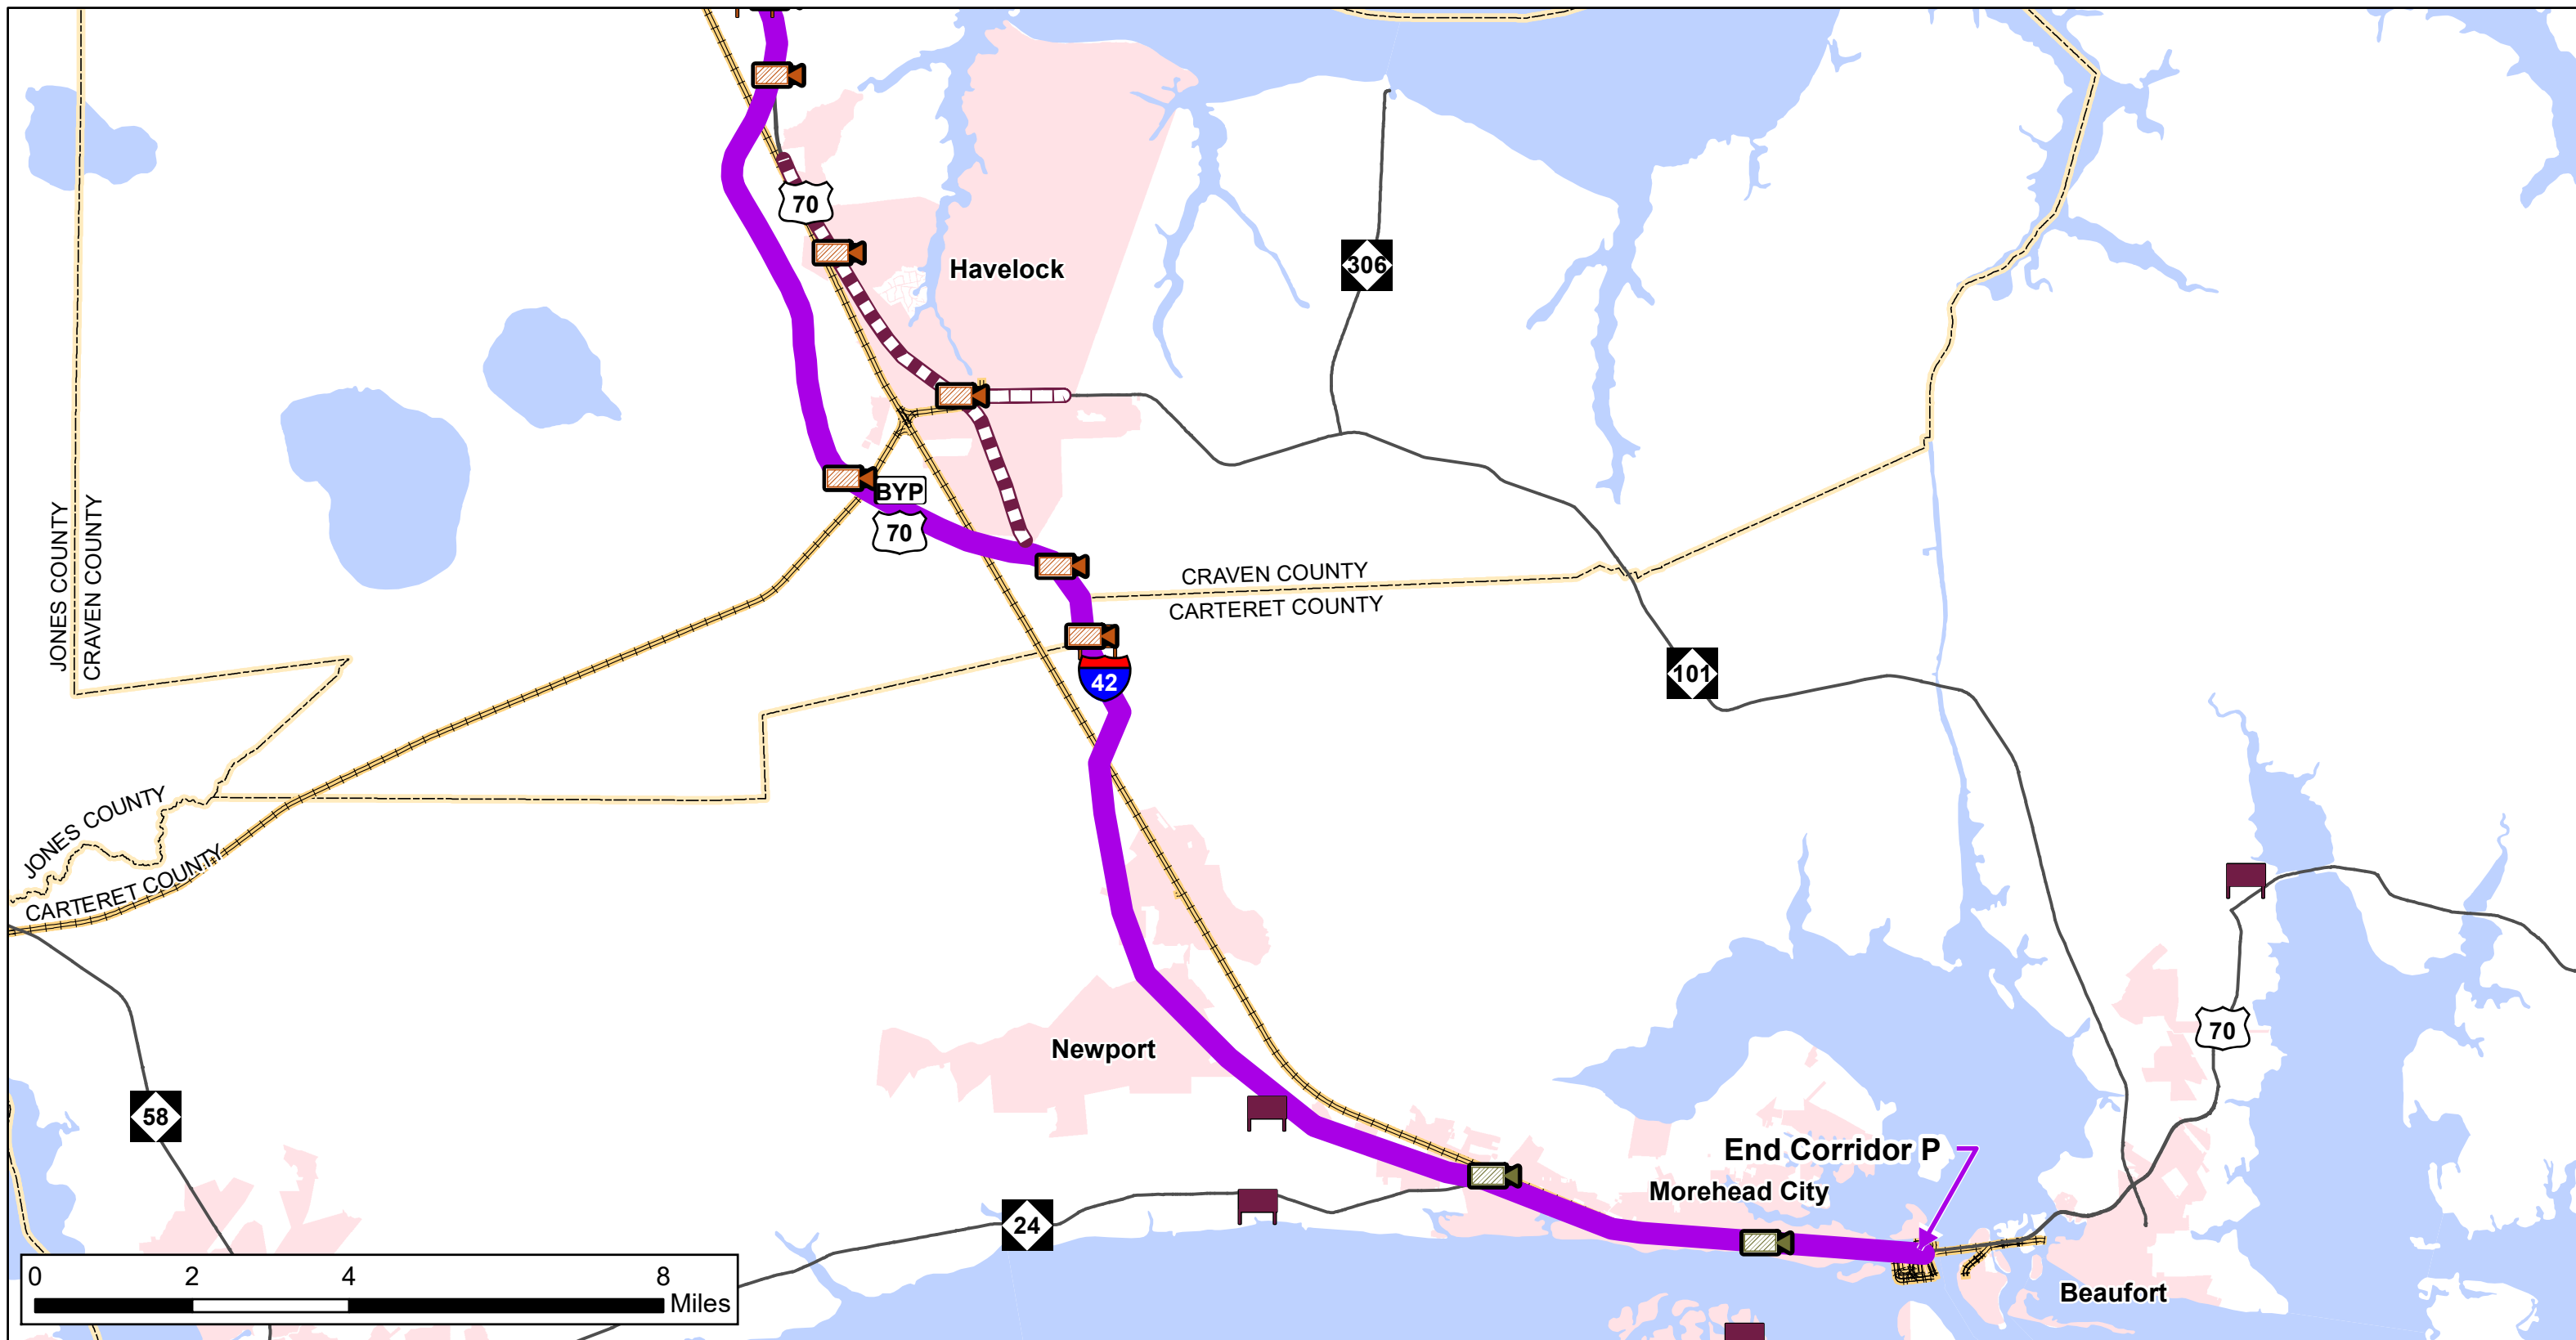 70
Havelock
306
BYP
70
JONES COUNTY
CRAVEN COUNTY
CRAVEN COUNTY
CARTERET COUNTY
101
42
JONES COUNTY
CARTERET COUNTY
70
Newport
58
End Corridor P
Morehead City
24
Beaufort
0 2 4 8
Miles